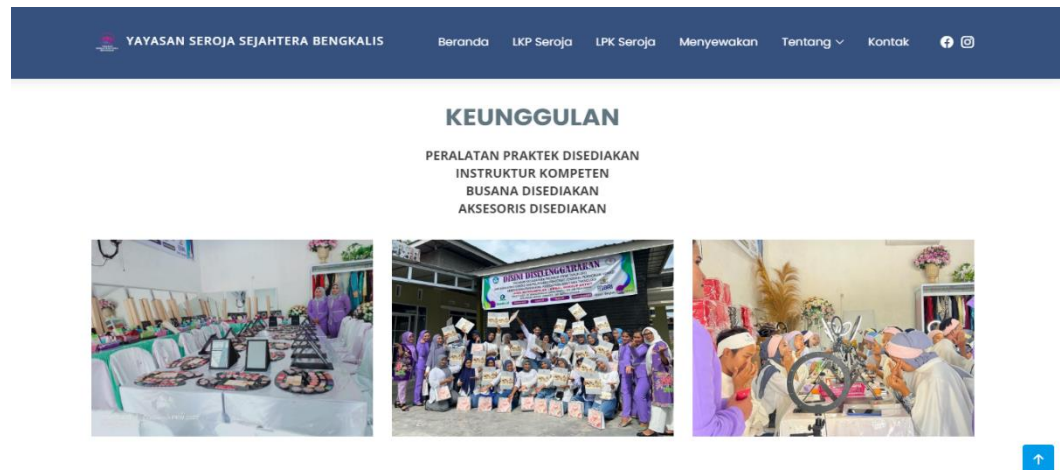 YAYASAN SEROJA SEJAHTERA BENGKALIS
Beranda LKP Seroja LPK Seroja Menyewakan Tentang Kontak
KEUNGGULAN
PERALATAN PRAKTEK DISEDIAKAN
INSTRUKTUR KOMPETEN
BUSANA DISEDIAKAN
AKSESORIS DISEDIAKAN
DISINI DISELENGGARAKAN